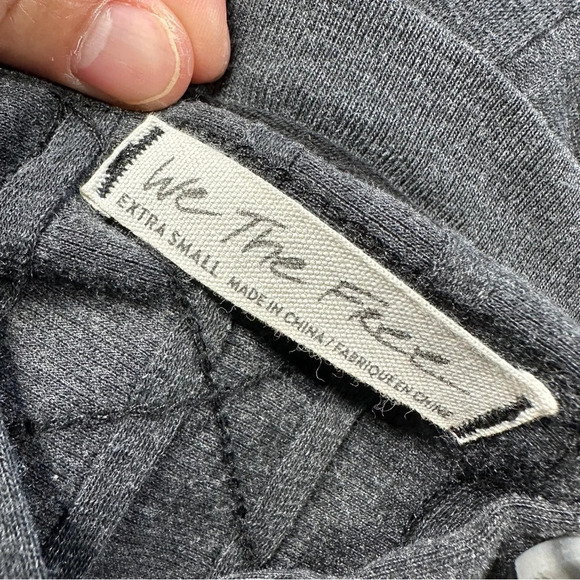 We The Free
EXTRA SMALL MADE IN CHINA / FABRIQUE EN CHINE